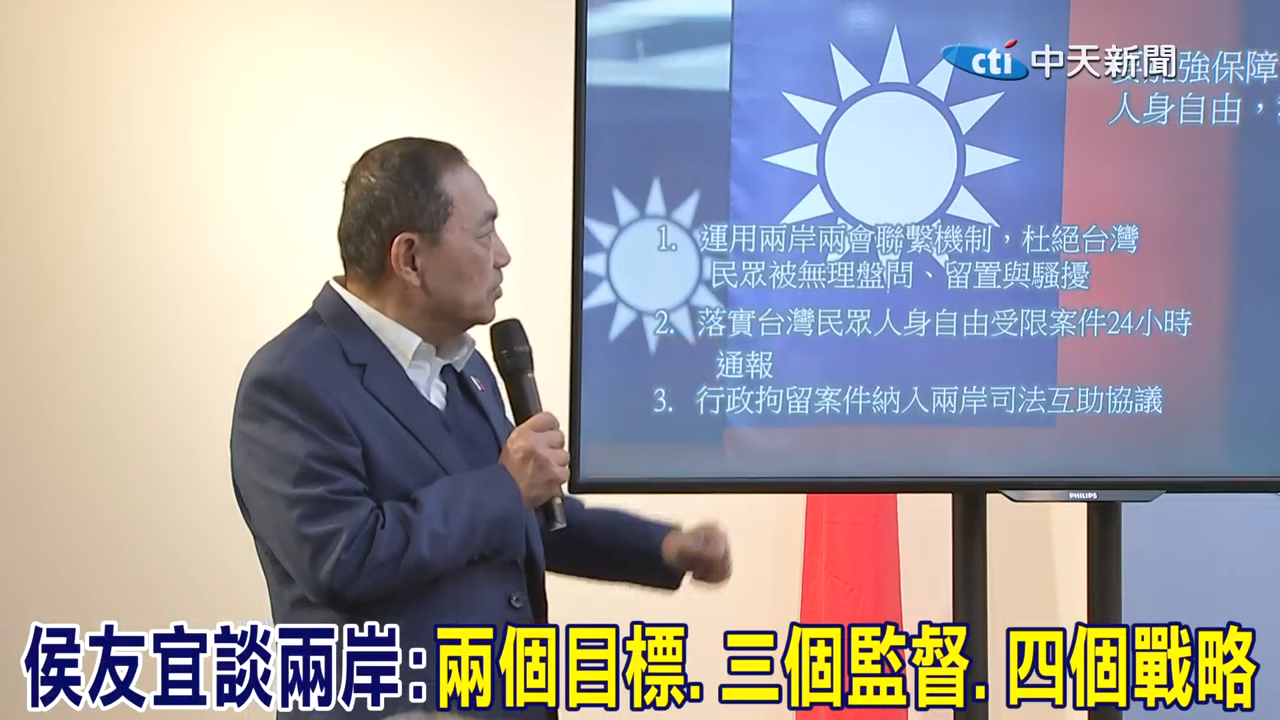 cti 中天新聞
強保障
人身自由，
1. 運用兩岸兩會聯繫機制，杜絕台灣
民眾被無理盤問、留置與騷擾
2. 落實台灣民眾人身自由受限案件24小時
通報
3. 行政拘留案件納入兩岸司法互助協議
PHILIPS
侯友宜談兩岸:兩個目標.三個監督.四個戰略